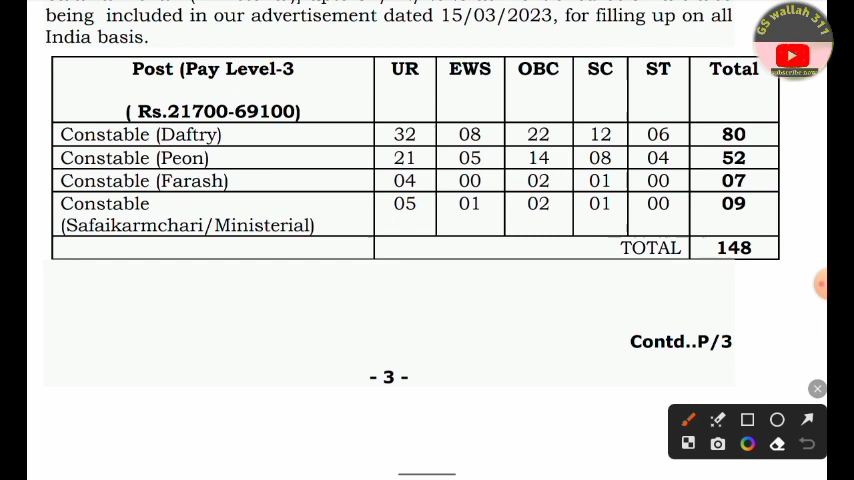 being included in our advertisement dated 15/03/2023, for filling up on all
India basis.
Post (Pay Level-3 UR EWS OBC SC ST Total
( Rs.21700-69100)
Constable (Daftry) 32 08 22 12 06 80
Constable (Peon) 21 05 14 08 04 52
Constable (Farash) 04 00 02 01 00 07
Constable 05 01 02 01 00 09
(Safaikarmchari/Ministerial)
TOTAL 148
Contd..P/3
- 3 -
GS wallah 311
subscribe now